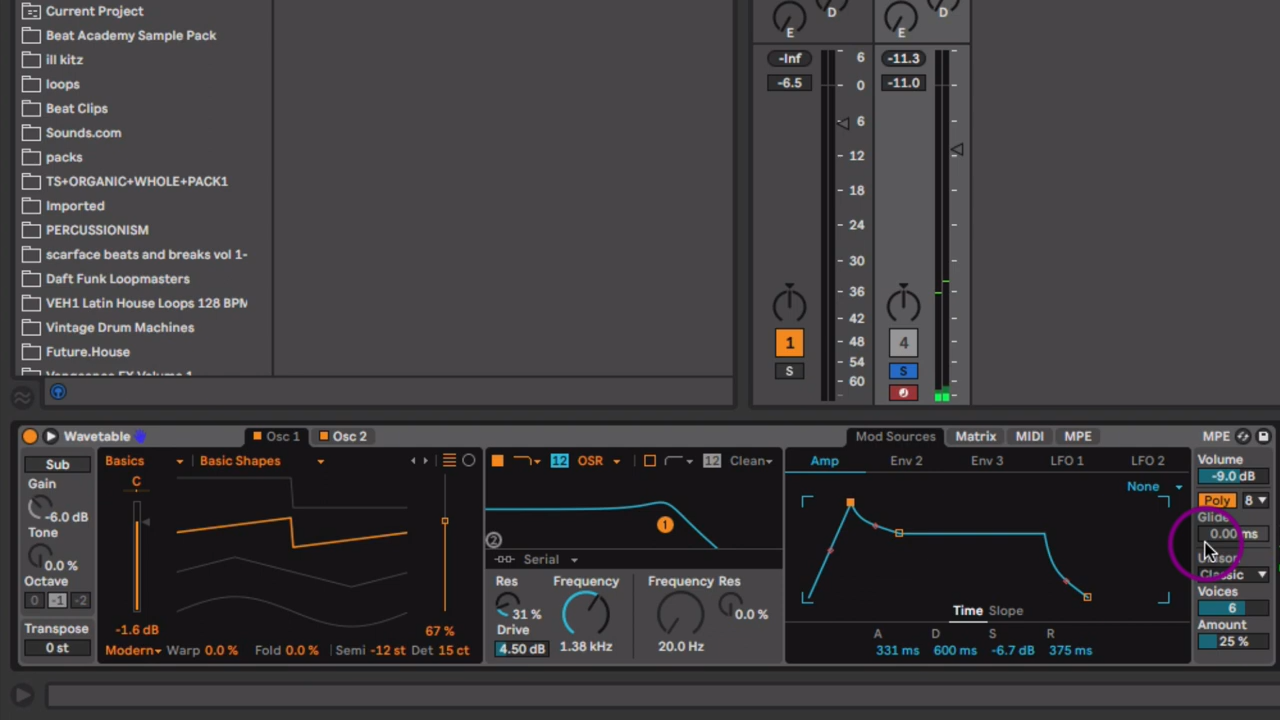 Current Project
Beat Academy Sample Pack
ill kitz
loops
Beat Clips
Sounds.com
packs
TS+ORGANIC+WHOLE+PACK1
Imported
PERCUSSIONISM
scarface beats and breaks vol 1-
Daft Funk Loopmasters
VEH1 Latin House Loops 128 BPM
Vintage Drum Machines
Future.House
Vengeance FX Volume 1
D D
E E
-Inf 6 -11.3
-6.5 0 -11.0
6
12
18
24
30
36
42
1 48 4
S 54 S
60
Wavetable Osc 1 Osc 2 Mod Sources Matrix MIDI MPE MPE
Sub Basics Basic Shapes 12 OSR 12 Clean Amp Env 2 Env 3 LFO 1 LFO 2 Volume
Gain C None -9.0 dB
-6.0 dB Poly 8
Tone 1 Glide
0.0 % 2 0.00 ms
Octave Serial
0 -1 -2 Res Frequency Frequency Res Classic
Transpose -1.6 dB 67 % 31 % 0.0 % Time Slope Voices
0 st Drive A D S R 6
Modern Warp 0.0 % Fold 0.0 % Semi -12 st Det 15 ct 4.50 dB 1.38 kHz 20.0 Hz 331 ms 600 ms -6.7 dB 375 ms Amount
25 %